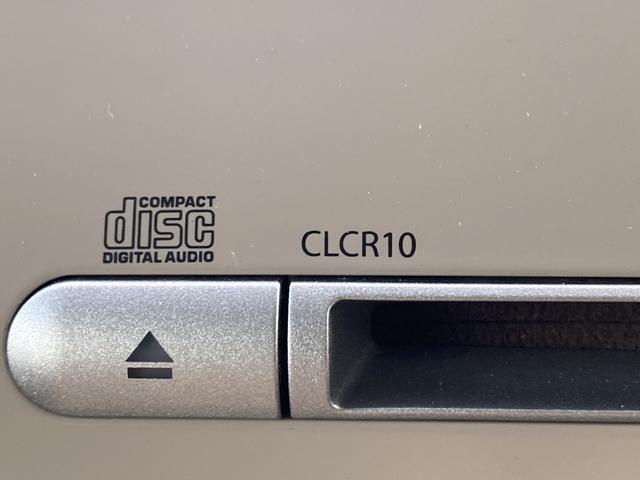 COMPACT
disc
DIGITAL AUDIO
CLCR10